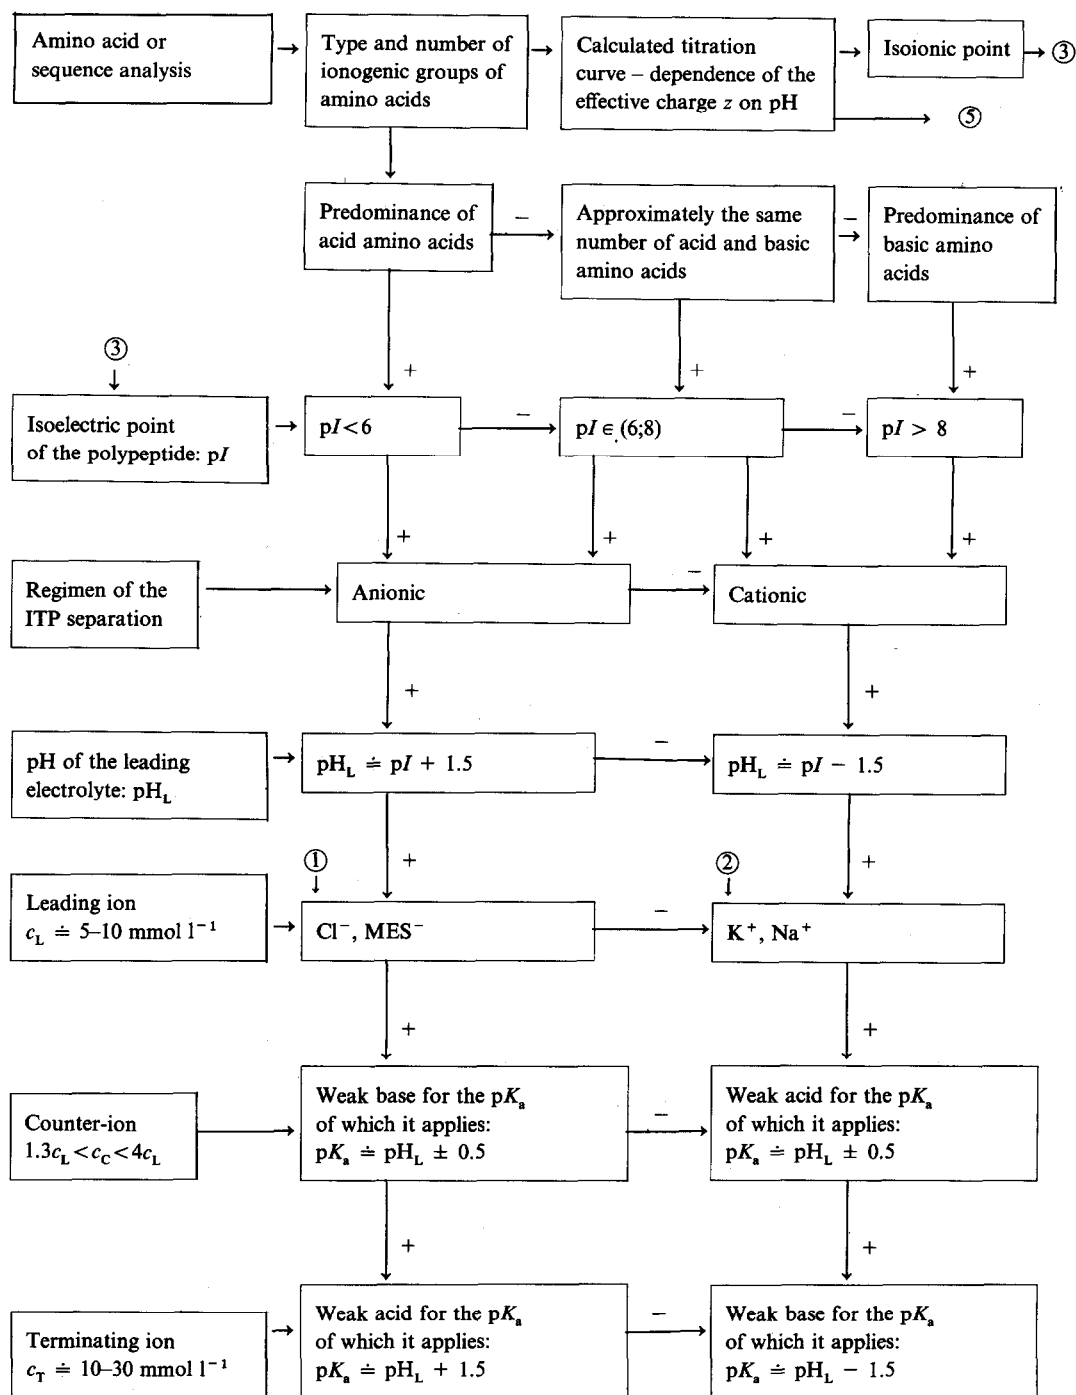 Amino acid or
sequence analysis
Type and number of
ionogenic groups of
amino acids
Calculated titration
curve – dependence of the
effective charge z on pH
Isoionic point
③
⑤
Predominance of
acid amino acids
–
Approximately the same
number of acid and basic
amino acids
–
Predominance of
basic amino
acids
③
+
+
+
Isoelectric point
of the polypeptide: pI
pI<6
–
pI ∈ (6;8)
–
pI > 8
+
+
+
+
Regimen of the
ITP separation
Anionic
–
Cationic
+
+
pH of the leading
electrolyte: pH_L
pH_L ≐ pI + 1.5
–
pH_L ≐ pI − 1.5
①
+
②
+
Leading ion
c_L ≐ 5–10 mmol l⁻¹
Cl⁻, MES⁻
–
K⁺, Na⁺
+
+
Counter-ion
1.3c_L<c_C<4c_L
Weak base for the pK_a
of which it applies:
pK_a ≐ pH_L ± 0.5
–
Weak acid for the pK_a
of which it applies:
pK_a ≐ pH_L ± 0.5
+
+
Terminating ion
c_T ≐ 10–30 mmol l⁻¹
Weak acid for the pK_a
of which it applies:
pK_a ≐ pH_L + 1.5
–
Weak base for the pK_a
of which it applies:
pK_a ≐ pH_L − 1.5